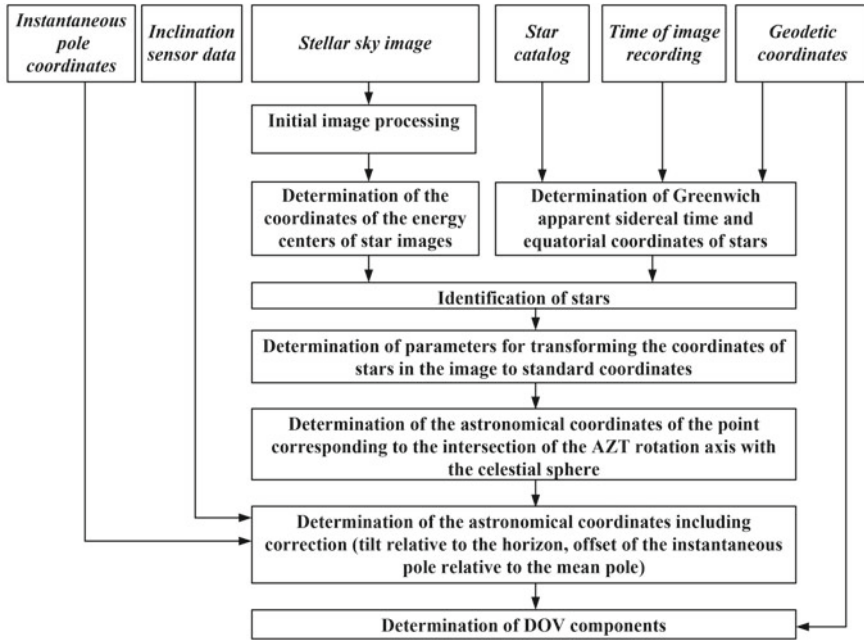 Instantaneous
pole
coordinates
Inclination
sensor data
Stellar sky image
Star
catalog
Time of image
recording
Geodetic
coordinates
Initial image processing
Determination of the
coordinates of the energy
centers of star images
Determination of Greenwich
apparent sidereal time and
equatorial coordinates of stars
Identification of stars
Determination of parameters for transforming the coordinates of
stars in the image to standard coordinates
Determination of the astronomical coordinates of the point
corresponding to the intersection of the AZT rotation axis with
the celestial sphere
Determination of the astronomical coordinates including
correction (tilt relative to the horizon, offset of the instantaneous
pole relative to the mean pole)
Determination of DOV components